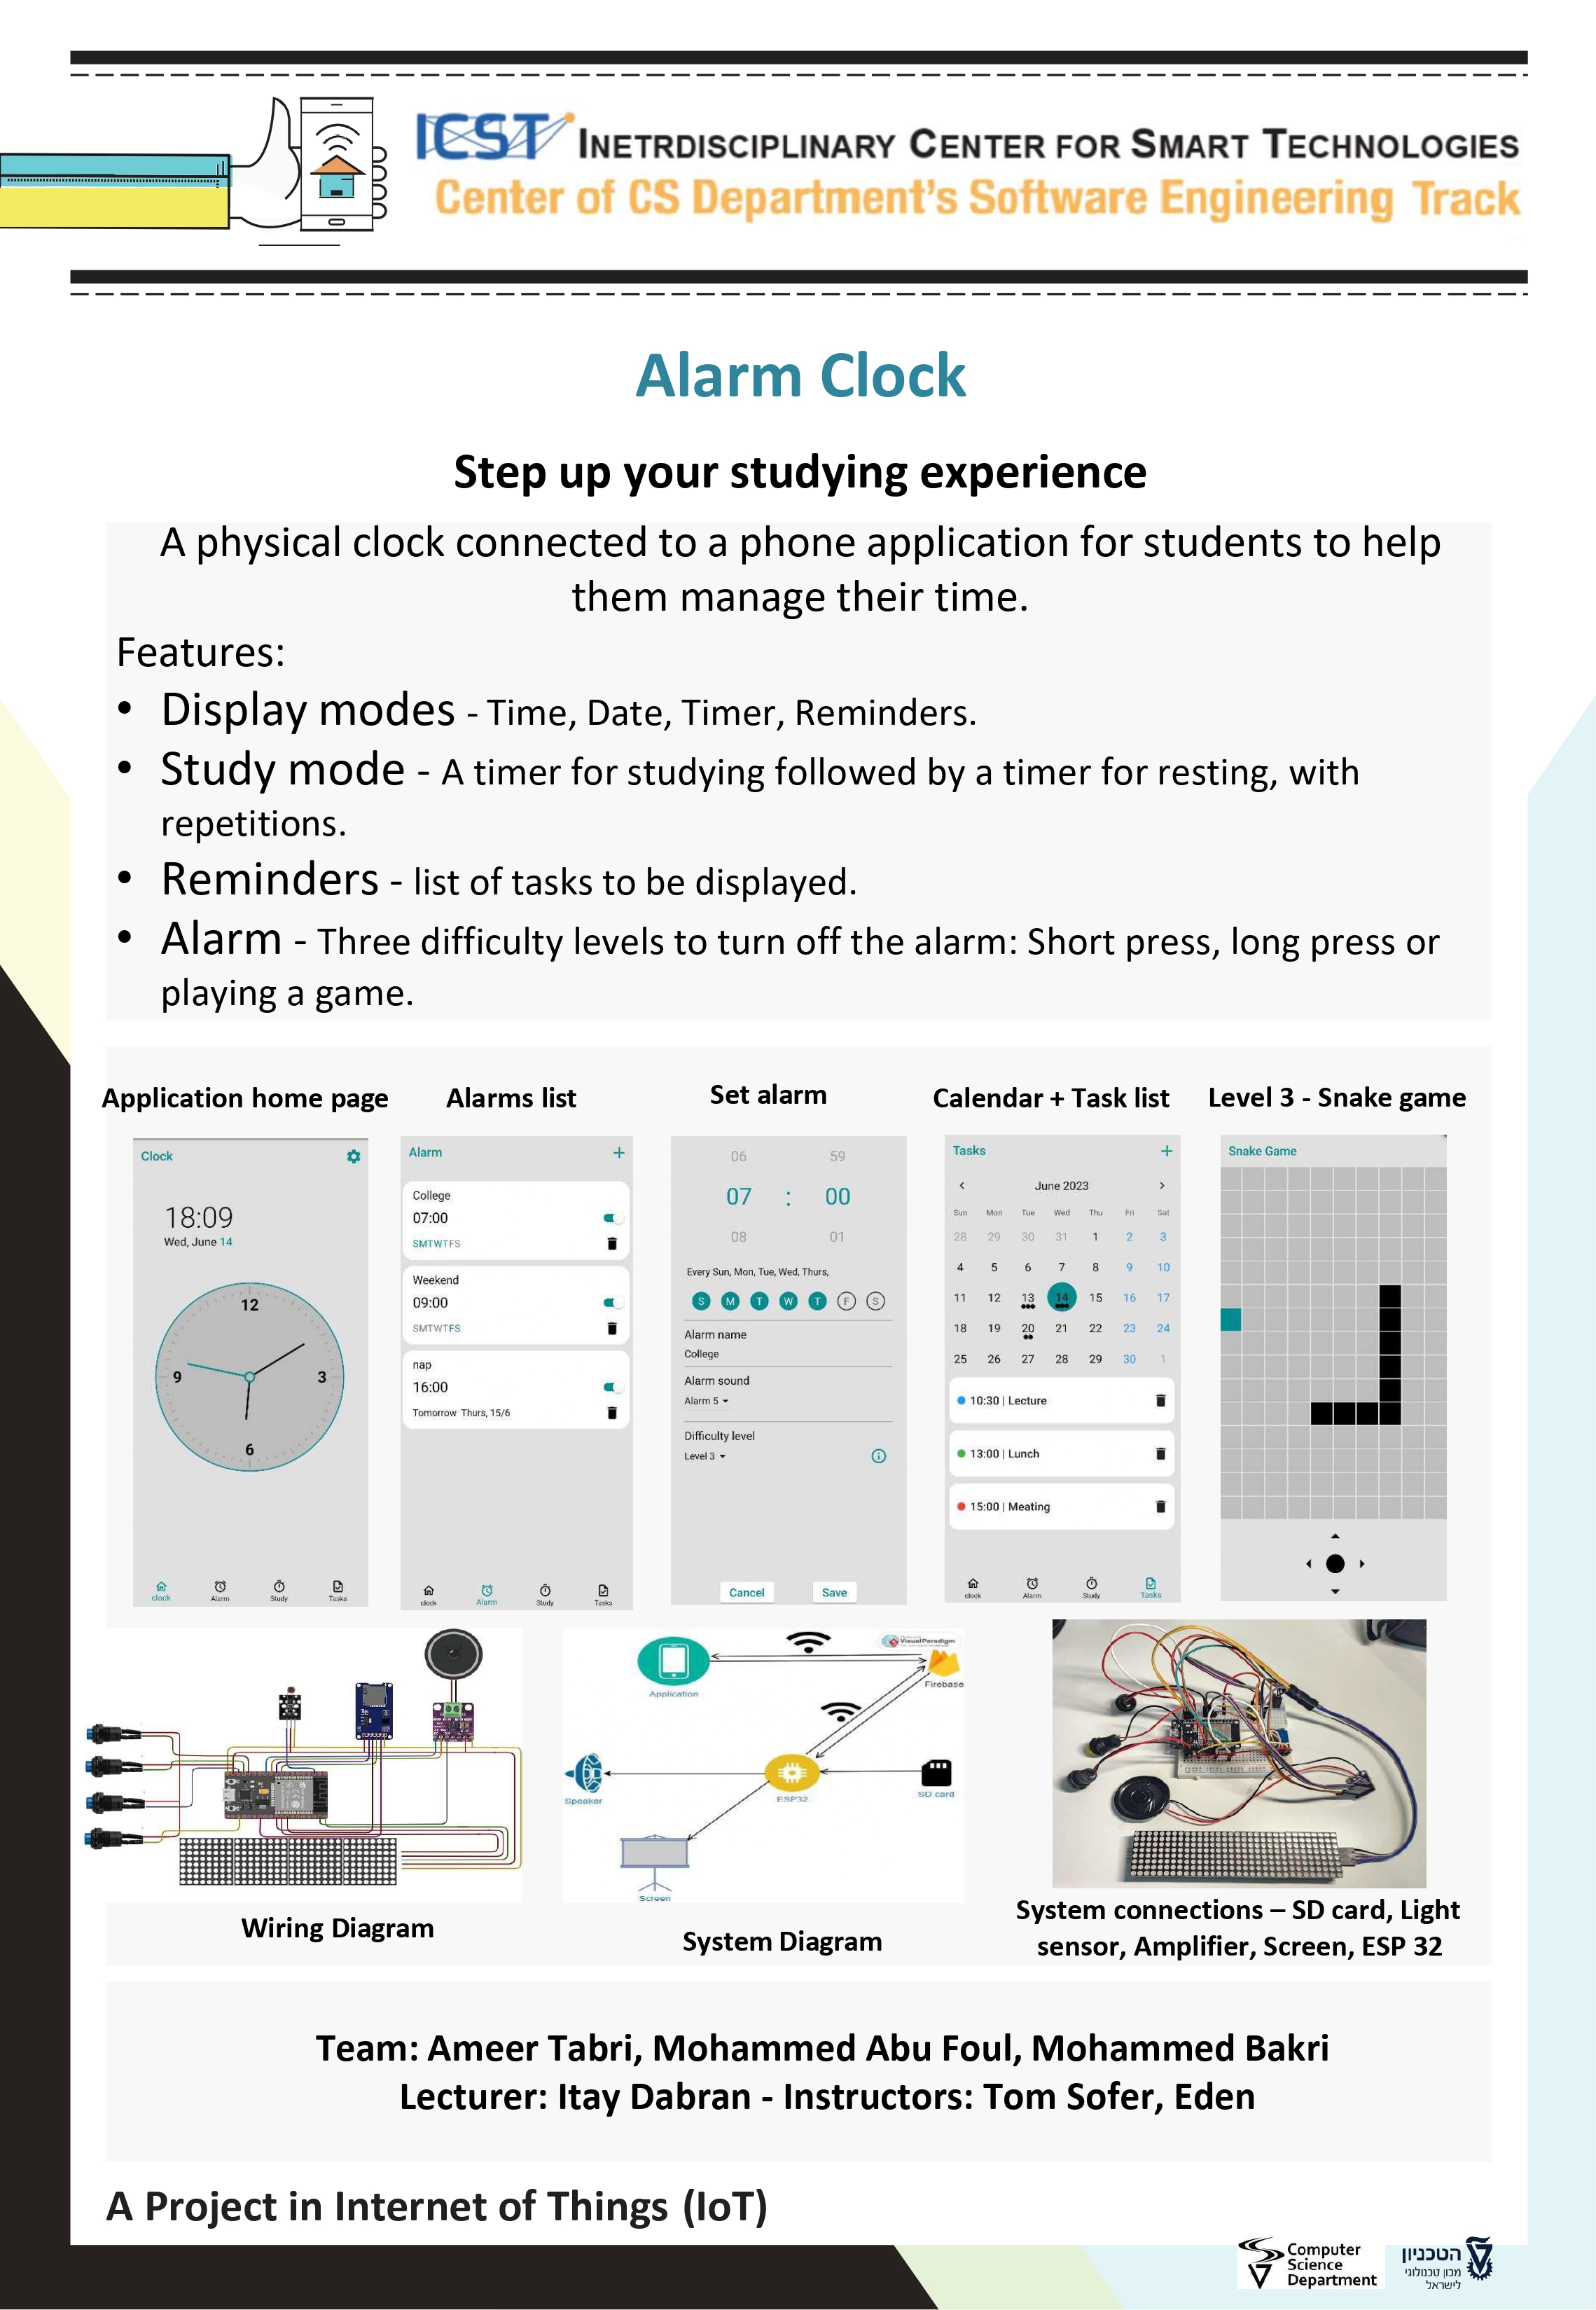 ICST INETRDISCIPLINARY CENTER FOR SMART TECHNOLOGIES
Center of CS Department's Software Engineering Track
Alarm Clock
Step up your studying experience
A physical clock connected to a phone application for students to help
them manage their time.
Features:
• Display modes - Time, Date, Timer, Reminders.
• Study mode - A timer for studying followed by a timer for resting, with
repetitions.
• Reminders - list of tasks to be displayed.
• Alarm - Three difficulty levels to turn off the alarm: Short press, long press or
playing a game.
Application home page
Clock
18:09
Wed, June 14
12
9 3
6
clock Alarm Study Tasks
Alarms list
Alarm +
College
07:00
SMTWTFS
Weekend
09:00
SMTWTFS
nap
16:00
Tomorrow Thurs, 15/6
clock Alarm Study Tasks
Set alarm
06 59
07 : 00
08 01
Every Sun, Mon, Tue, Wed, Thurs,
S M T W T F S
Alarm name
College
Alarm sound
Alarm 5
Difficulty level
Level 3
Cancel Save
Calendar + Task list
Tasks +
< June 2023 >
Sun Mon Tue Wed Thu Fri Sat
28 29 30 31 1 2 3
4 5 6 7 8 9 10
11 12 13 14 15 16 17
18 19 20 21 22 23 24
25 26 27 28 29 30 1
10:30 | Lecture
13:00 | Lunch
15:00 | Meating
clock Alarm Study Tasks
Level 3 - Snake game
Snake Game
Wiring Diagram
VisualParadigm
Application
Firebase
Speaker
ESP32
SD card
Screen
System Diagram
System connections – SD card, Light
sensor, Amplifier, Screen, ESP 32
Team: Ameer Tabri, Mohammed Abu Foul, Mohammed Bakri
Lecturer: Itay Dabran - Instructors: Tom Sofer, Eden
A Project in Internet of Things (IoT)
Computer
Science
Department
הטכניון
מכון טכנולוגי
לישראל